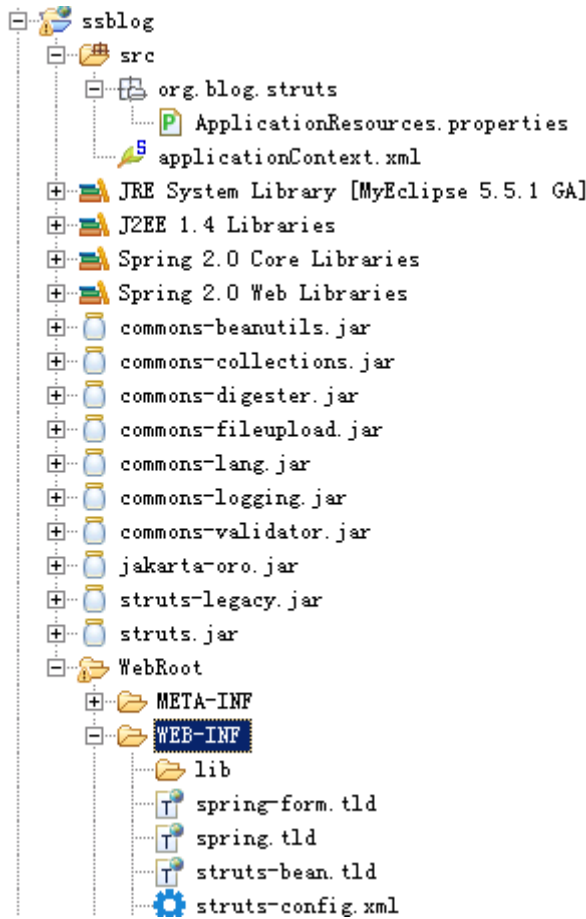 ssblog
src
org.blog.struts
ApplicationResources.properties
applicationContext.xml
JRE System Library [MyEclipse 5.5.1 GA]
J2EE 1.4 Libraries
Spring 2.0 Core Libraries
Spring 2.0 Web Libraries
commons-beanutils.jar
commons-collections.jar
commons-digester.jar
commons-fileupload.jar
commons-lang.jar
commons-logging.jar
commons-validator.jar
jakarta-oro.jar
struts-legacy.jar
struts.jar
WebRoot
META-INF
WEB-INF
lib
spring-form.tld
spring.tld
struts-bean.tld
struts-config.xml